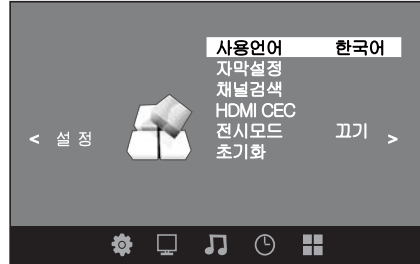 사용언어 한국어
자막설정
채널검색
HDMI CEC
전시모드 끄기
초기화
< 설 정 >